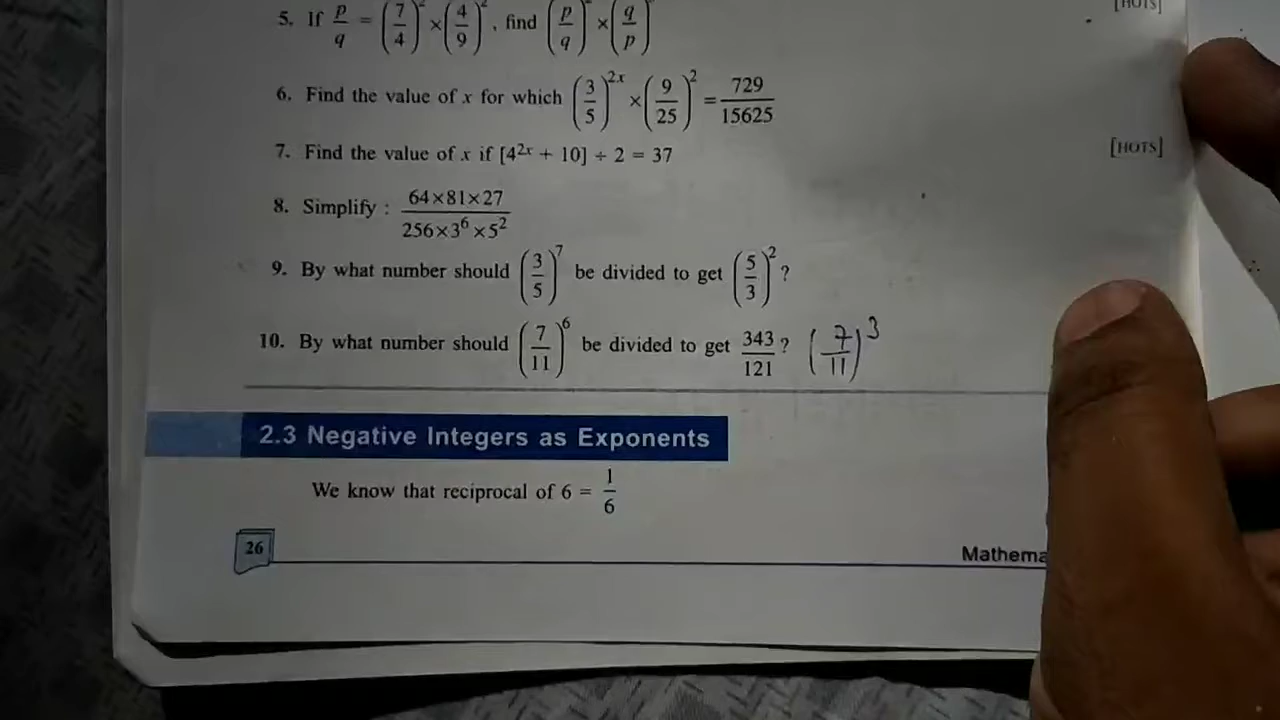 [HOTS]
5. If p/q = (7/4)² × (4/9)², find (p/q) × (q/p)
6. Find the value of x for which (3/5)^2x × (9/25)² = 729/15625
7. Find the value of x if [4^2x + 10] ÷ 2 = 37 [HOTS]
8. Simplify : 64×81×27 / 256×3⁶×5²
9. By what number should (3/5)⁷ be divided to get (5/3)² ?
10. By what number should (7/11)⁶ be divided to get 343/121 ? (7/11)³
2.3 Negative Integers as Exponents
We know that reciprocal of 6 = 1/6
26
Mathema